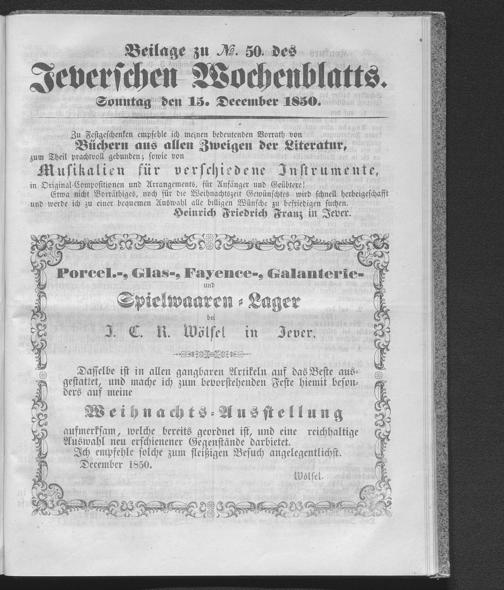 Beilage zu №. 50. des
Jeverschen Wochenblatts.
Sonntag den 15. December 1850.
Zu Festgeschenken empfehle ich meinen bedeutenden Vorrath von
Büchern aus allen Zweigen der Literatur,
zum Theil prachtvoll gebunden; sowie von
Musikalien für verschiedene Instrumente,
in Original-Compositionen und Arrangements, für Anfänger und Geübtere!
Etwa nicht Vorräthiges, noch für die Weihnachtszeit Gewünschtes wird schnell herbeigeschafft
und werde ich zu einer bequemen Auswahl alle billigen Wünsche zu befriedigen suchen.
Heinrich Friedrich Franz in Jever.
Porcel.-, Glas-, Fayence-, Galanterie-
und
Spielwaaren-Lager
bei
J. C. R. Wölfel in Jever.
Dasselbe ist in allen gangbaren Artikeln auf das Beste aus-
gestattet, und mache ich zum bevorstehenden Feste hiemit beson-
ders auf meine
Weihnachts-Ausstellung
aufmerksam, welche bereits geordnet ist, und eine reichhaltige
Auswahl neu erschienener Gegenstände darbietet.
Ich empfehle solche zum fleißigen Besuch angelegentlichst.
December 1850.
Wölfel.